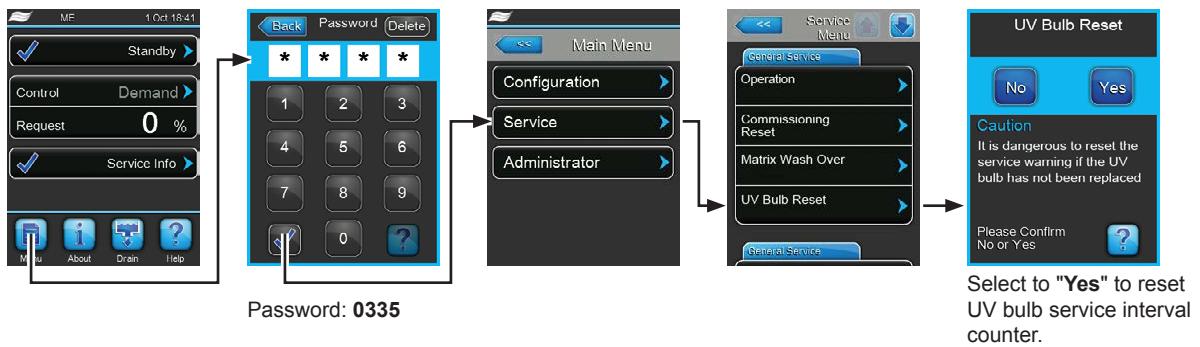 ME 1 Oct 18:41
Standby
Control Demand
Request 0 %
Service Info
Menu About Drain Help
Back Password Delete
* * * *
1 2 3
4 5 6
7 8 9
0 ?
Password: 0335
<< Main Menu
Configuration
Service
Administrator
<< Service Menu
General Service
Operation
Commissioning
Reset
Matrix Wash Over
UV Bulb Reset
General Service
UV Bulb Reset
No Yes
Caution
It is dangerous to reset the
service warning if the UV
bulb has not been replaced
Please Confirm
No or Yes
?
Select to "Yes" to reset
UV bulb service interval
counter.